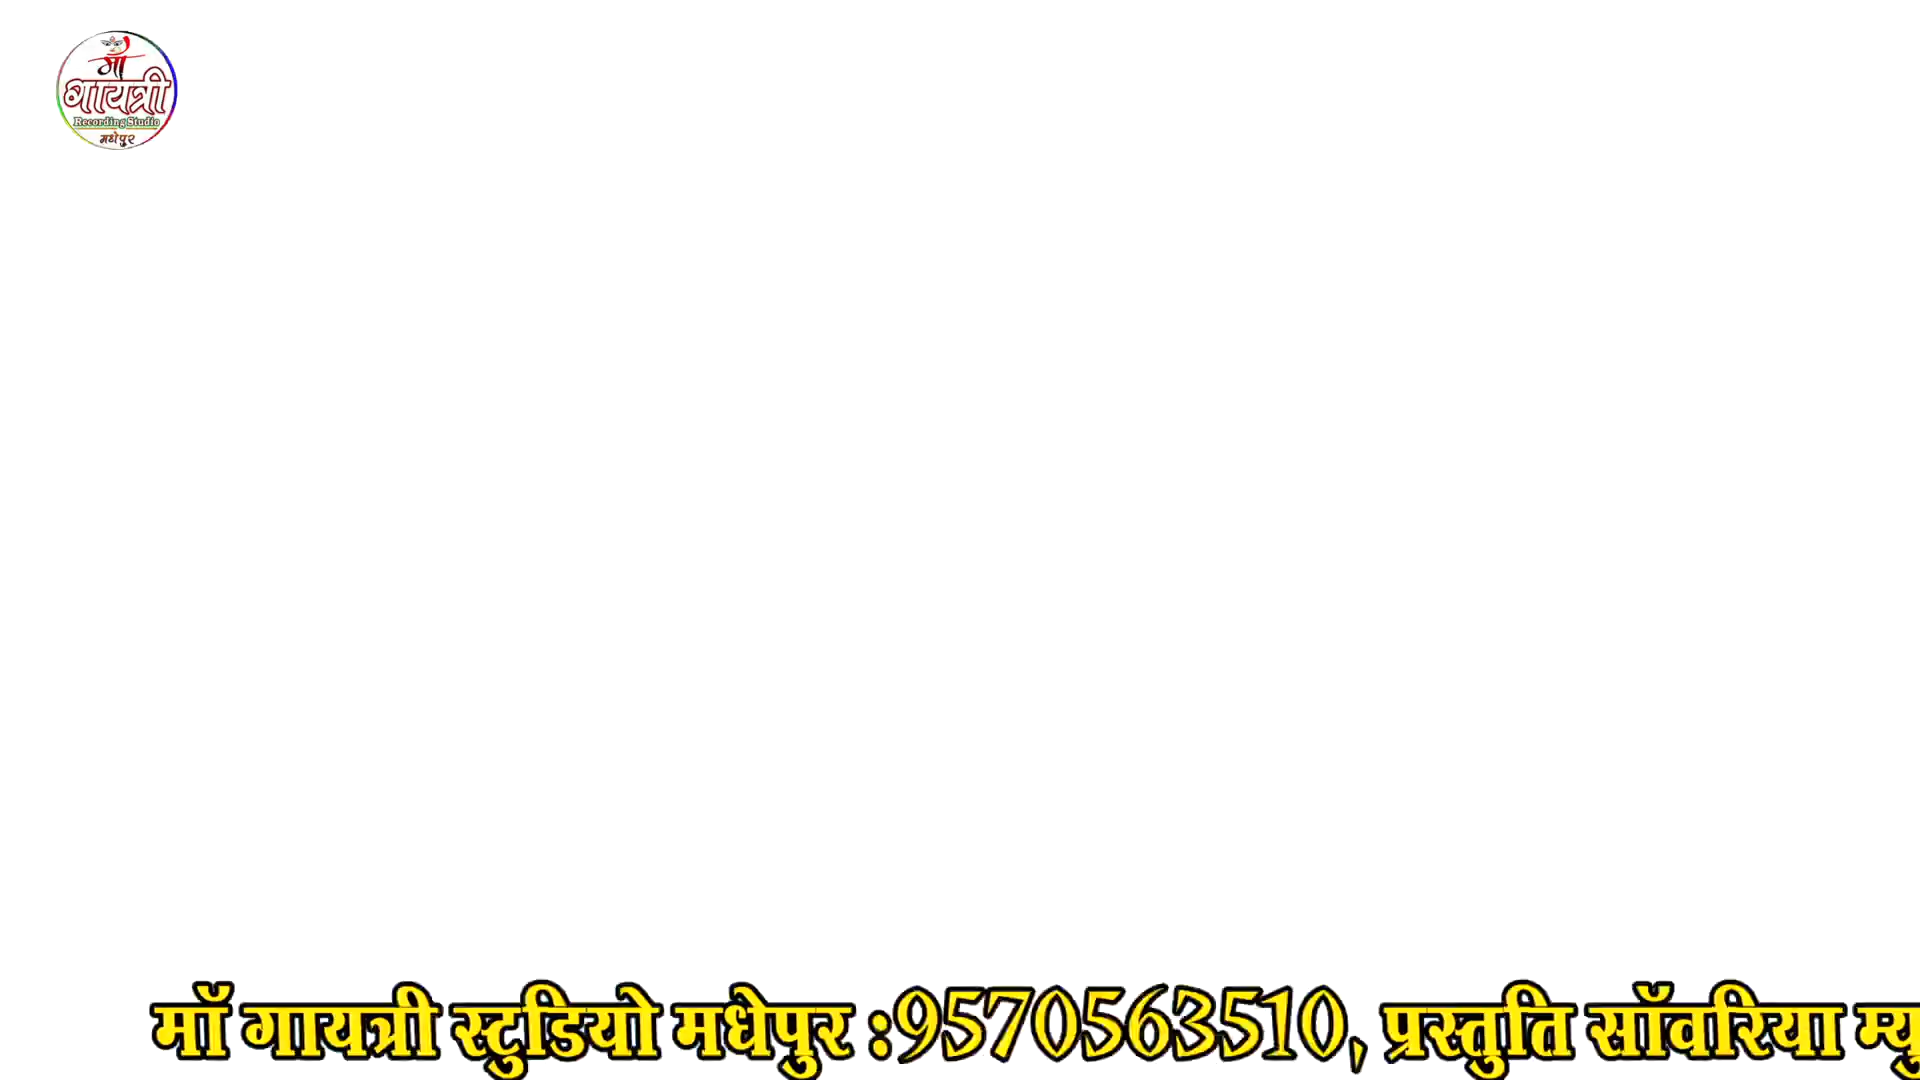 माँ
गायत्री
Recording Studio
मधेपुर
मॉ गायत्री स्टुडियो मधेपुर :9570563510, प्रस्तुति सॉवरिया